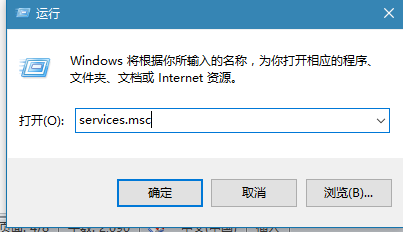 运行
Windows 将根据你所输入的名称，为你打开相应的程序、
文件夹、文档或 Internet 资源。
打开(O): services.msc
确定 取消 浏览(B)...